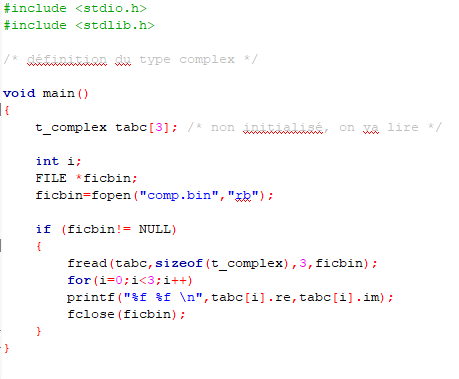 #include <stdio.h>
#include <stdlib.h>
/* définition du type complex */
void main()
{
t_complex tabc[3]; /* non initialisé, on va lire */
int i;
FILE *ficbin;
ficbin=fopen("comp.bin","rb");
if (ficbin!= NULL)
{
fread(tabc,sizeof(t_complex),3,ficbin);
for(i=0;i<3;i++)
printf("%f %f \n",tabc[i].re,tabc[i].im);
fclose(ficbin);
}
}